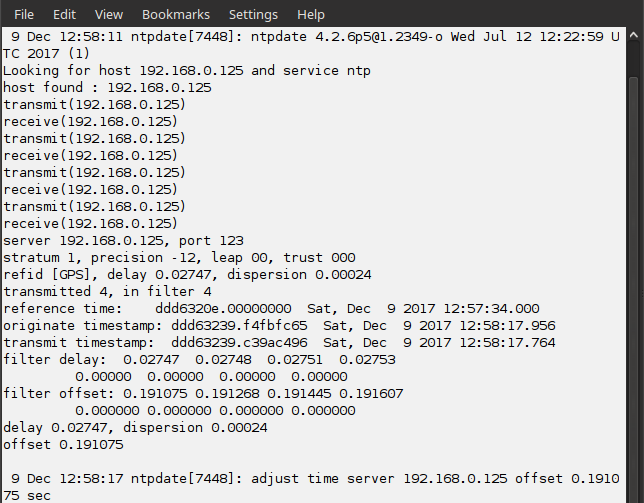 File Edit View Bookmarks Settings Help
9 Dec 12:58:11 ntpdate[7448]: ntpdate 4.2.6p5@1.2349-o Wed Jul 12 12:22:59 U
TC 2017 (1)
Looking for host 192.168.0.125 and service ntp
host found : 192.168.0.125
transmit(192.168.0.125)
receive(192.168.0.125)
transmit(192.168.0.125)
receive(192.168.0.125)
transmit(192.168.0.125)
receive(192.168.0.125)
transmit(192.168.0.125)
receive(192.168.0.125)
server 192.168.0.125, port 123
stratum 1, precision -12, leap 00, trust 000
refid [GPS], delay 0.02747, dispersion 0.00024
transmitted 4, in filter 4
reference time:    ddd6320e.00000000  Sat, Dec  9 2017 12:57:34.000
originate timestamp: ddd63239.f4fbfc65  Sat, Dec  9 2017 12:58:17.956
transmit timestamp:  ddd63239.c39ac496  Sat, Dec  9 2017 12:58:17.764
filter delay:  0.02747  0.02748  0.02751  0.02753
         0.00000  0.00000  0.00000  0.00000
filter offset: 0.191075 0.191268 0.191445 0.191607
         0.000000 0.000000 0.000000 0.000000
delay 0.02747, dispersion 0.00024
offset 0.191075
9 Dec 12:58:17 ntpdate[7448]: adjust time server 192.168.0.125 offset 0.1910
75 sec